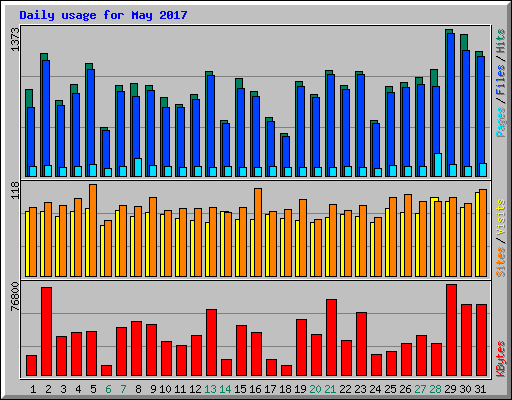 Daily usage for May 2017
1373
Pages / Files / Hits
118
Sites / Visits
76800
KBytes
1 2 3 4 5 6 7 8 9 10 11 12 13 14 15 16 17 18 19 20 21 22 23 24 25 26 27 28 29 30 31